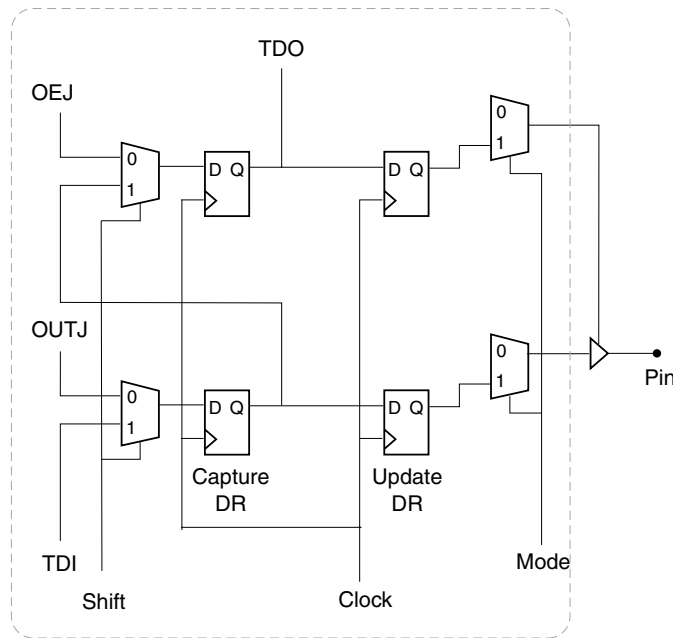 TDO
OEJ
0
1
D Q
D Q
0
1
OUTJ
0
1
D Q
D Q
0
1
Pin
Capture
DR
Update
DR
TDI
Shift
Clock
Mode